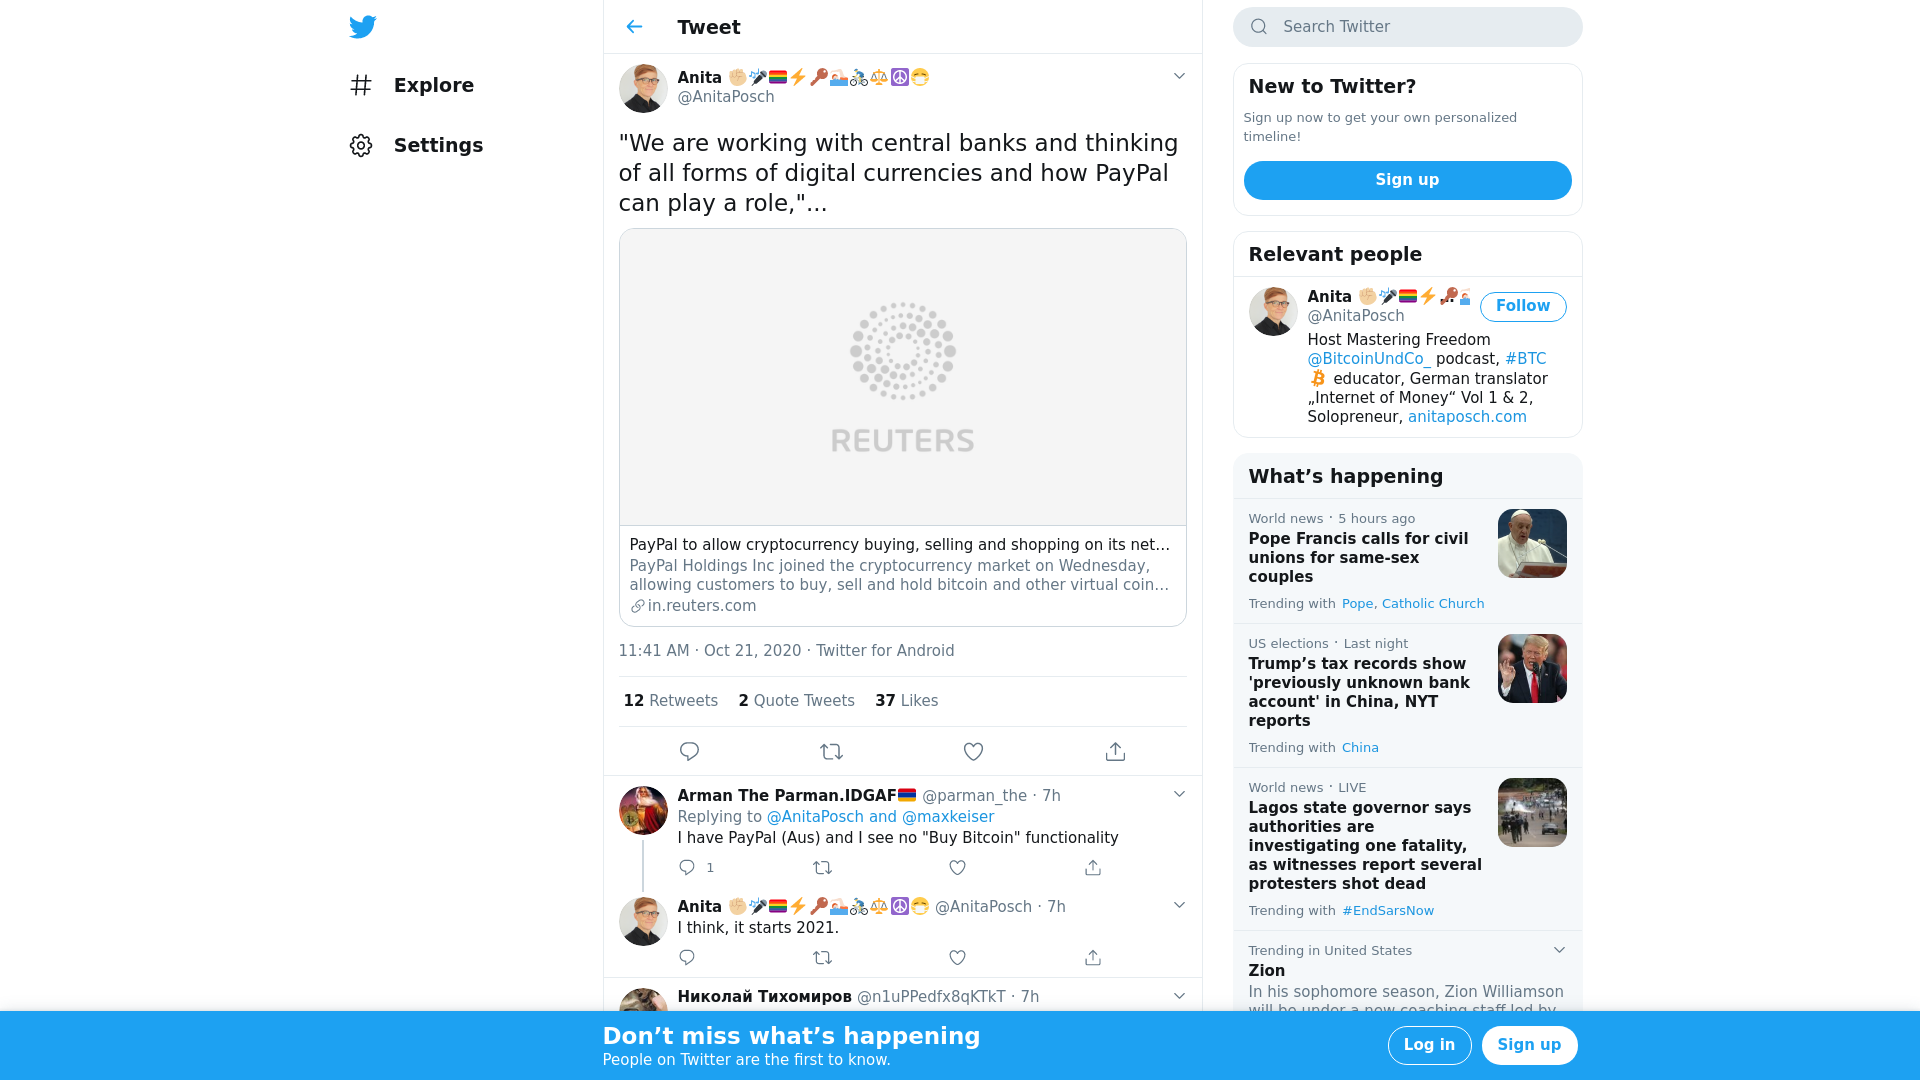 Explore
Settings
Tweet
Anita
@AnitaPosch
"We are working with central banks and thinking
of all forms of digital currencies and how PayPal
can play a role,"...
REUTERS
PayPal to allow cryptocurrency buying, selling and shopping on its net...
PayPal Holdings Inc joined the cryptocurrency market on Wednesday,
allowing customers to buy, sell and hold bitcoin and other virtual coin...
in.reuters.com
11:41 AM · Oct 21, 2020 · Twitter for Android
12 Retweets 2 Quote Tweets 37 Likes
Arman The Parman.IDGAF @parman_the · 7h
Replying to @AnitaPosch and @maxkeiser
I have PayPal (Aus) and I see no "Buy Bitcoin" functionality
1
Anita @AnitaPosch · 7h
I think, it starts 2021.
Николай Тихомиров @n1uPPedfx8qKTkT · 7h
Search Twitter
New to Twitter?
Sign up now to get your own personalized
timeline!
Sign up
Relevant people
Anita
Follow
@AnitaPosch
Host Mastering Freedom
@BitcoinUndCo_ podcast, #BTC
educator, German translator
„Internet of Money“ Vol 1 & 2,
Solopreneur, anitaposch.com
What’s happening
World news · 5 hours ago
Pope Francis calls for civil
unions for same-sex
couples
Trending with Pope, Catholic Church
US elections · Last night
Trump’s tax records show
'previously unknown bank
account' in China, NYT
reports
Trending with China
World news · LIVE
Lagos state governor says
authorities are
investigating one fatality,
as witnesses report several
protesters shot dead
Trending with #EndSarsNow
Trending in United States
Zion
In his sophomore season, Zion Williamson
will be under a new coaching staff led by
Don’t miss what’s happening
People on Twitter are the first to know.
Log in
Sign up